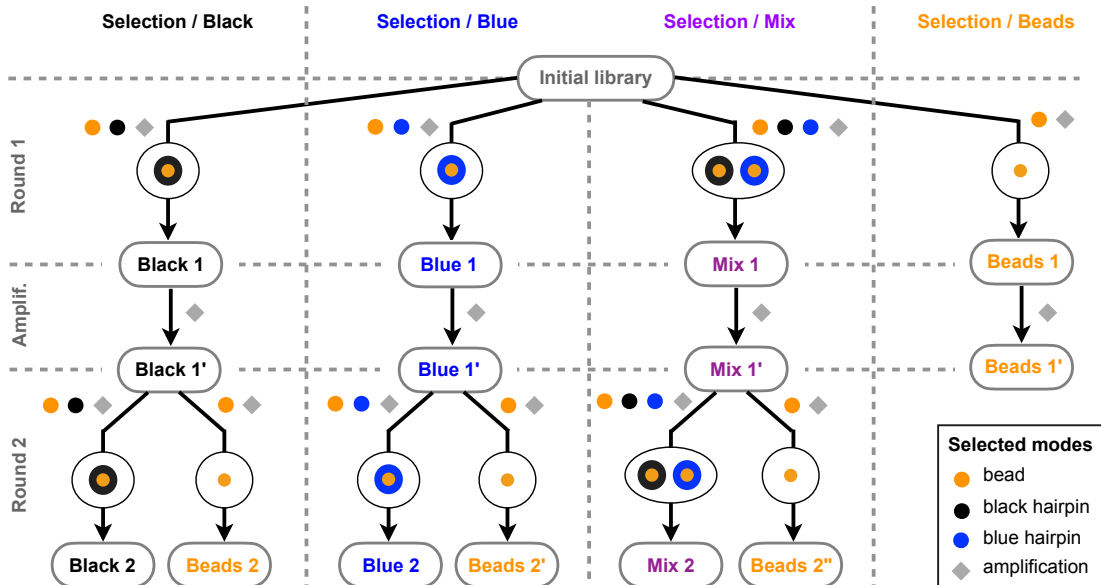 Selection / Black
Selection / Blue
Selection / Mix
Selection / Beads
Initial library
Round 1
Black 1
Blue 1
Mix 1
Beads 1
Amplif.
Black 1'
Blue 1'
Mix 1'
Beads 1'
Round 2
Black 2
Beads 2
Blue 2
Beads 2'
Mix 2
Beads 2"
Selected modes
bead
black hairpin
blue hairpin
amplification